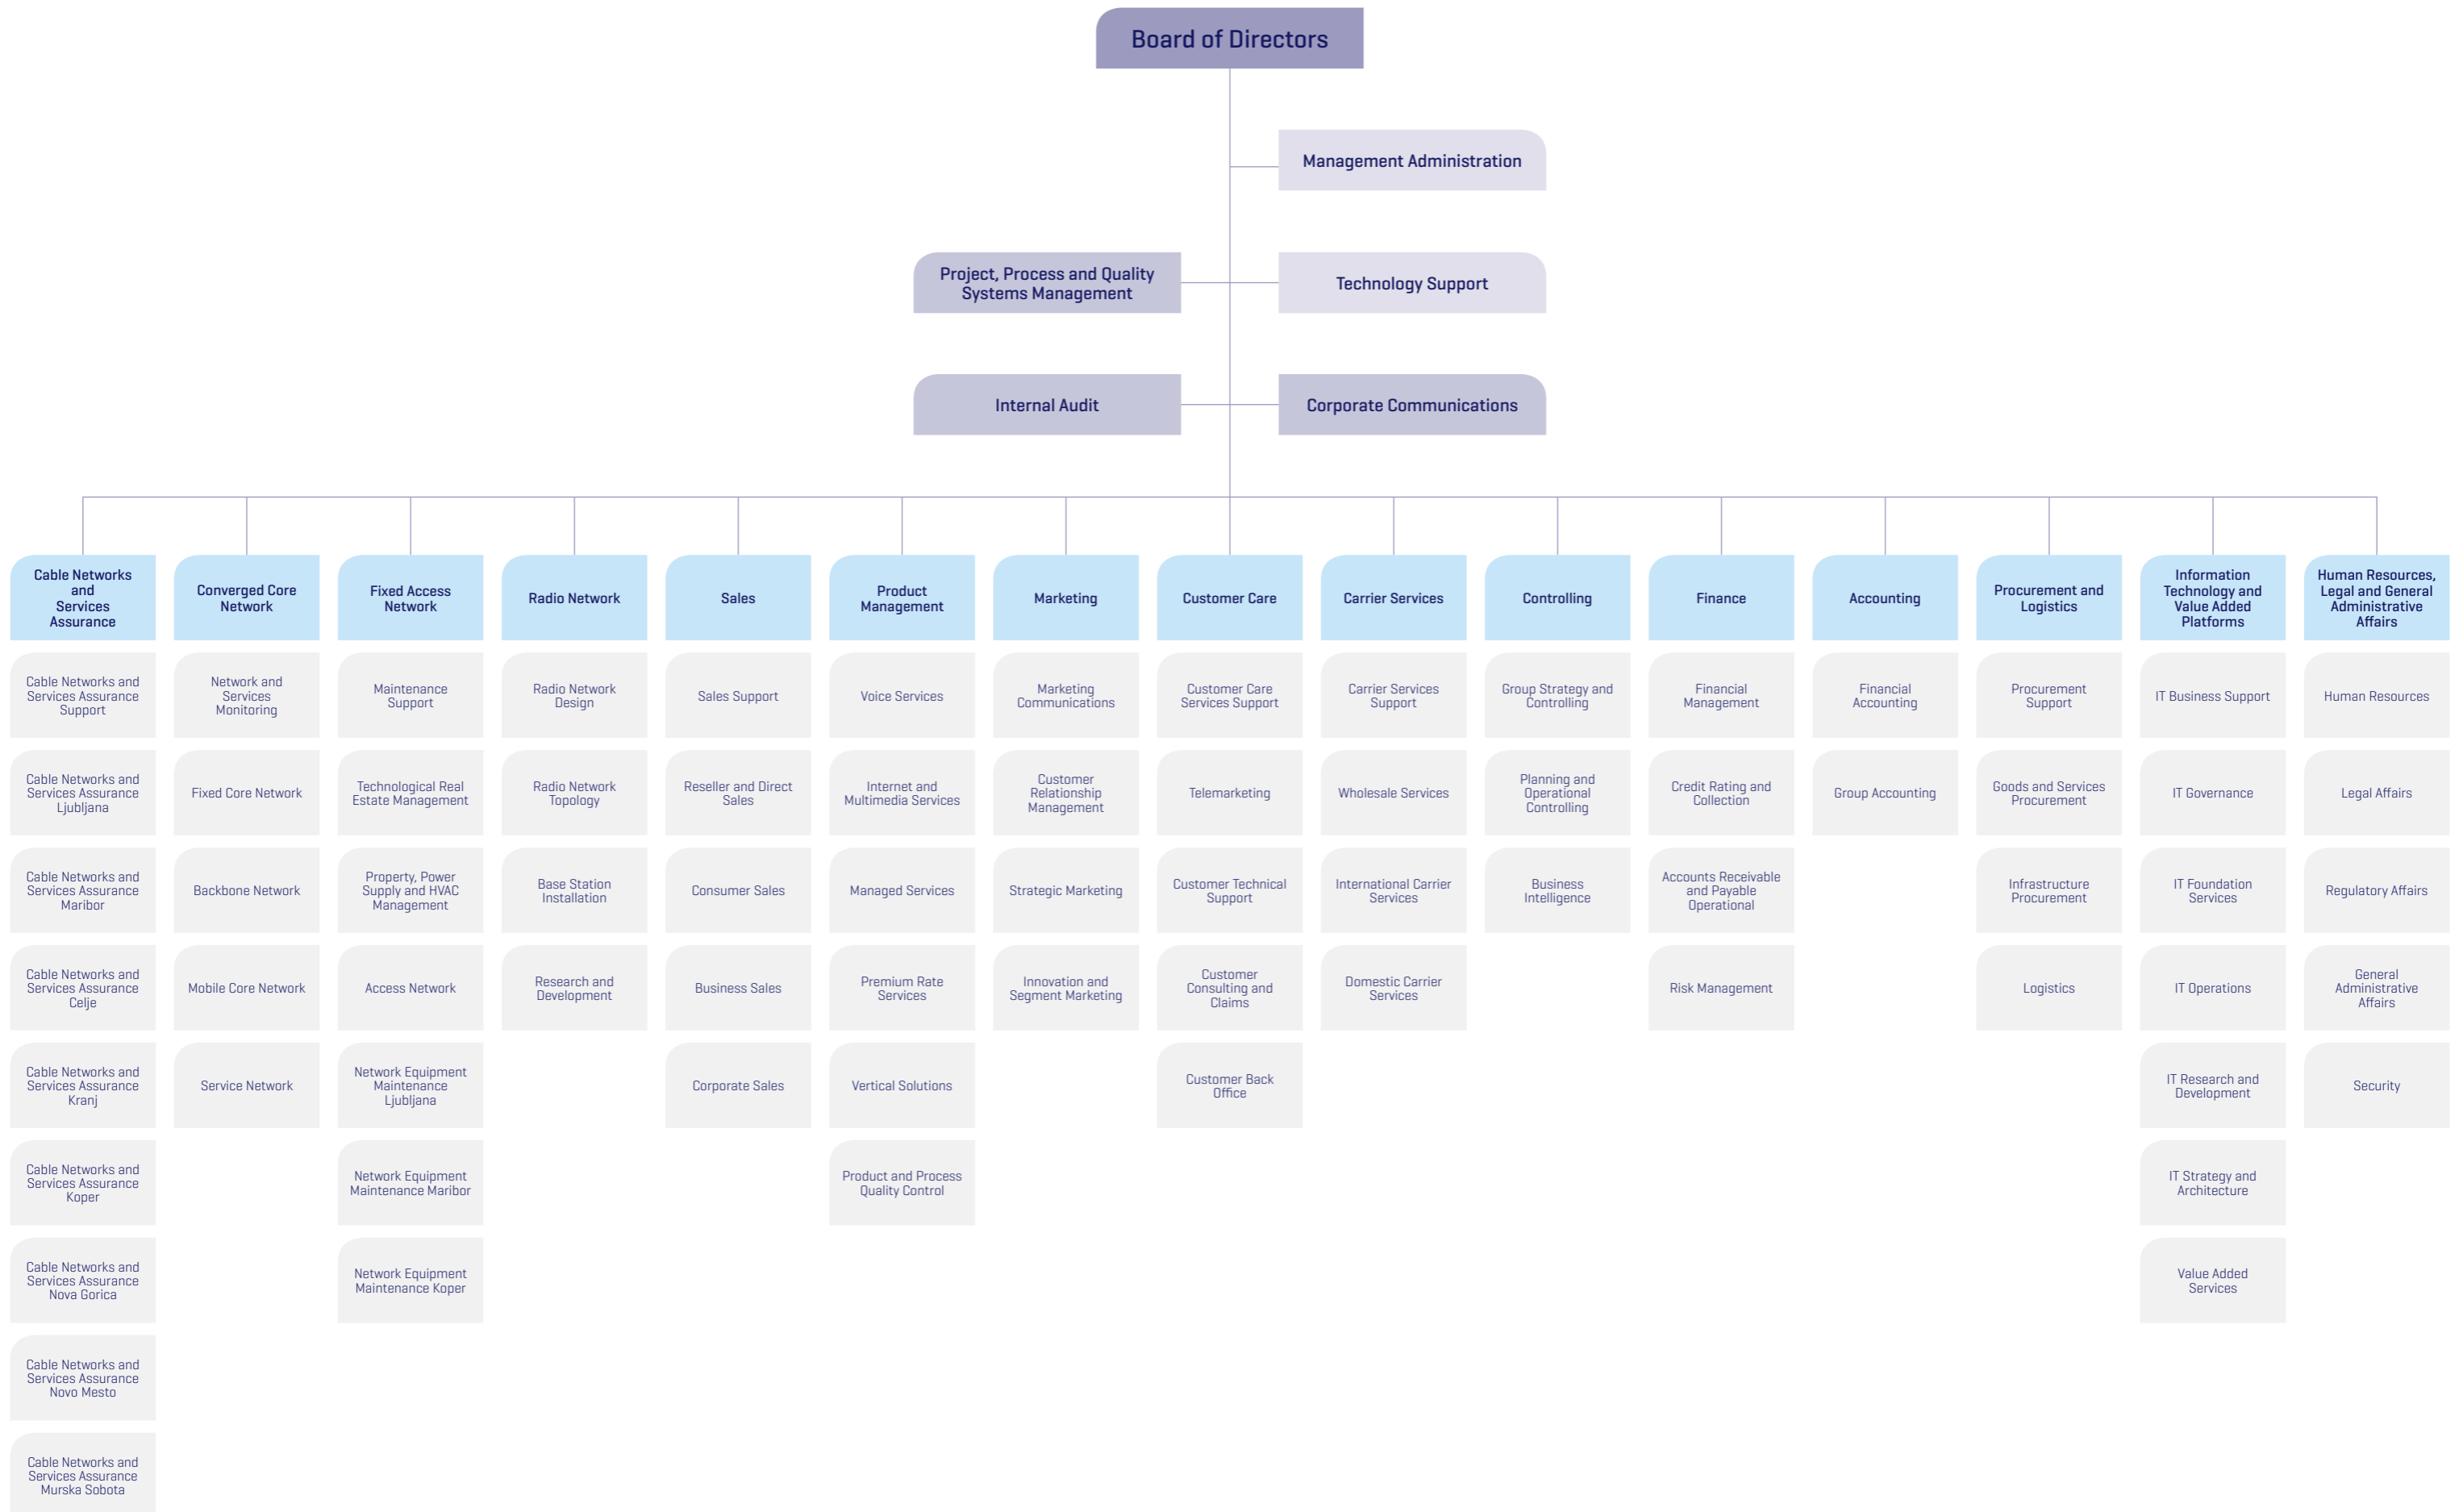 Board of Directors
Management Administration
Project, Process and Quality
Systems Management
Technology Support
Internal Audit
Corporate Communications
Cable Networks
and
Services
Assurance
Cable Networks and
Services Assurance
Support
Cable Networks and
Services Assurance
Ljubljana
Cable Networks and
Services Assurance
Maribor
Cable Networks and
Services Assurance
Celje
Cable Networks and
Services Assurance
Kranj
Cable Networks and
Services Assurance
Koper
Cable Networks and
Services Assurance
Nova Gorica
Cable Networks and
Services Assurance
Novo Mesto
Cable Networks and
Services Assurance
Murska Sobota
Converged Core
Network
Network and
Services
Monitoring
Fixed Core Network
Backbone Network
Mobile Core Network
Service Network
Fixed Access
Network
Maintenance
Support
Technological Real
Estate Management
Property, Power
Supply and HVAC
Management
Access Network
Network Equipment
Maintenance
Ljubljana
Network Equipment
Maintenance Maribor
Network Equipment
Maintenance Koper
Radio Network
Radio Network
Design
Radio Network
Topology
Base Station
Installation
Research and
Development
Sales
Sales Support
Reseller and Direct
Sales
Consumer Sales
Business Sales
Corporate Sales
Product
Management
Voice Services
Internet and
Multimedia Services
Managed Services
Premium Rate
Services
Vertical Solutions
Product and Process
Quality Control
Marketing
Marketing
Communications
Customer
Relationship
Management
Strategic Marketing
Innovation and
Segment Marketing
Customer Care
Customer Care
Services Support
Telemarketing
Customer Technical
Support
Customer
Consulting and
Claims
Customer Back
Office
Carrier Services
Carrier Services
Support
Wholesale Services
International Carrier
Services
Domestic Carrier
Services
Controlling
Group Strategy and
Controlling
Planning and
Operational
Controlling
Business
Intelligence
Finance
Financial
Management
Credit Rating and
Collection
Accounts Receivable
and Payable
Operational
Risk Management
Accounting
Financial
Accounting
Group Accounting
Procurement and
Logistics
Procurement
Support
Goods and Services
Procurement
Infrastructure
Procurement
Logistics
Information
Technology and
Value Added
Platforms
IT Business Support
IT Governance
IT Foundation
Services
IT Operations
IT Research and
Development
IT Strategy and
Architecture
Value Added
Services
Human Resources,
Legal and General
Administrative
Affairs
Human Resources
Legal Affairs
Regulatory Affairs
General
Administrative
Affairs
Security